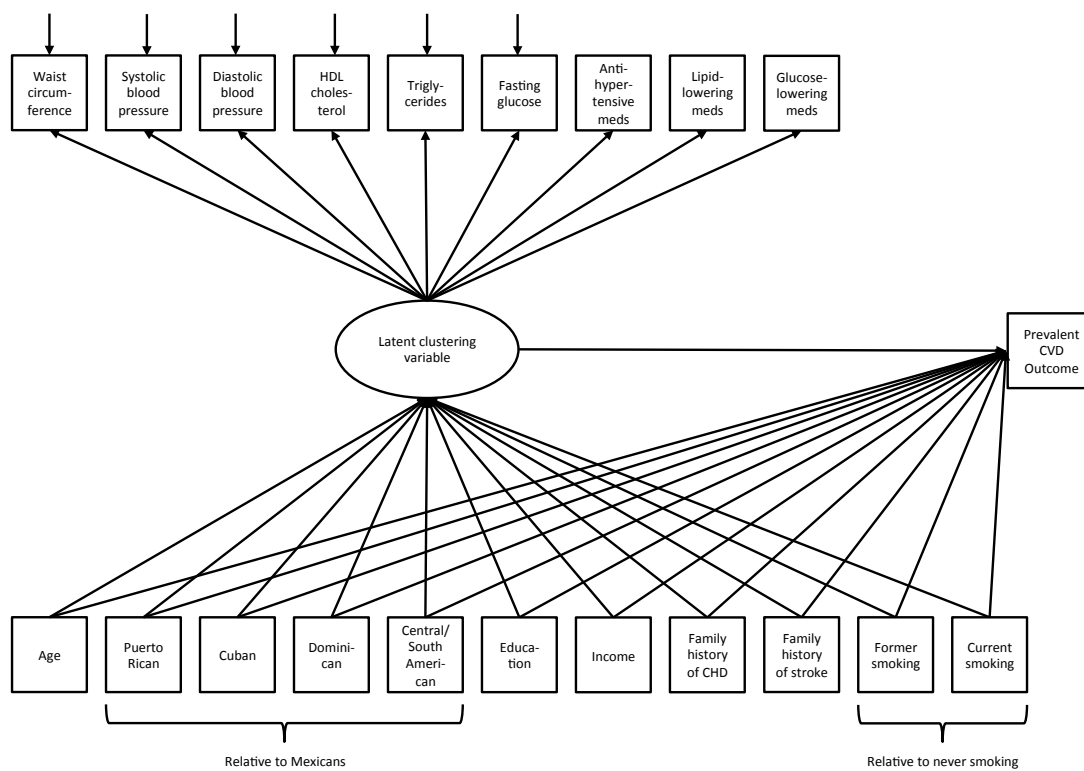 Waist
circum-
ference
Systolic
blood
pressure
Diastolic
blood
pressure
HDL
choles-
terol
Trigly-
cerides
Fasting
glucose
Anti-
hyper-
tensive
meds
Lipid-
lowering
meds
Glucose-
lowering
meds
Latent clustering
variable
Prevalent
CVD
Outcome
Age
Puerto
Rican
Cuban
Domini-
can
Central/
South
Ameri-
can
Educa-
tion
Income
Family
history
of CHD
Family
history
of stroke
Former
smoking
Current
smoking
Relative to Mexicans
Relative to never smoking